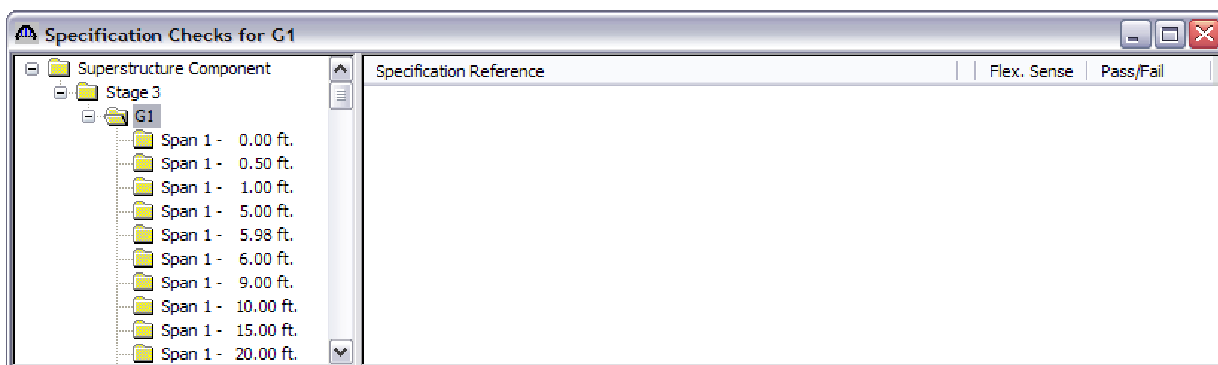 Specification Checks for G1
Superstructure Component
Specification Reference Flex. Sense Pass/Fail
Stage 3
G1
Span 1 - 0.00 ft.
Span 1 - 0.50 ft.
Span 1 - 1.00 ft.
Span 1 - 5.00 ft.
Span 1 - 5.98 ft.
Span 1 - 6.00 ft.
Span 1 - 9.00 ft.
Span 1 - 10.00 ft.
Span 1 - 15.00 ft.
Span 1 - 20.00 ft.